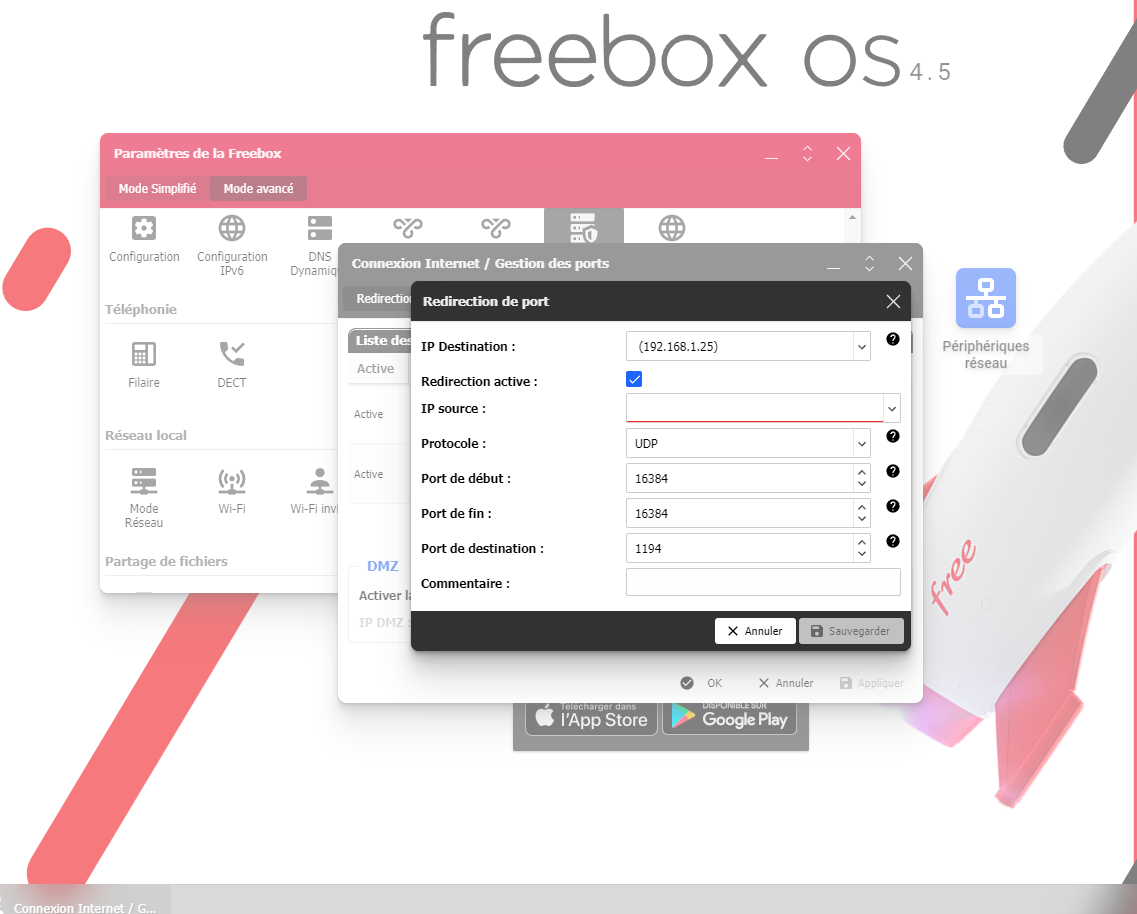 freebox os 4.5
Paramètres de la Freebox
Mode Simplifié
Mode avancé
Configuration
Configuration
IPv6
DNS
Dynamiq
Téléphonie
Filaire
DECT
Réseau local
Mode
Réseau
Wi-Fi
Wi-Fi invi
Partage de fichiers
Connexion Internet / Gestion des ports
Redirectio
Liste des
Active
Active
Active
DMZ
Activer la
IP DMZ :
Redirection de port
IP Destination :
(192.168.1.25)
Redirection active :
IP source :
Protocole :
UDP
Port de début :
16384
Port de fin :
16384
Port de destination :
1194
Commentaire :
Annuler
Sauvegarder
OK
Annuler
Appliquer
Périphériques
réseau
free
Télécharger dans
l'App Store
DISPONIBLE SUR
Google Play
Connexion Internet / G...